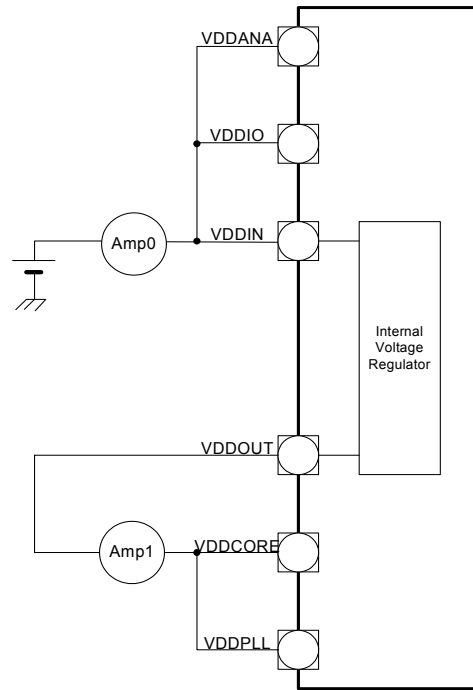 VDDANA
VDDIO
Amp0
VDDIN
Internal
Voltage
Regulator
VDDOUT
Amp1
VDDCORE
VDDPLL